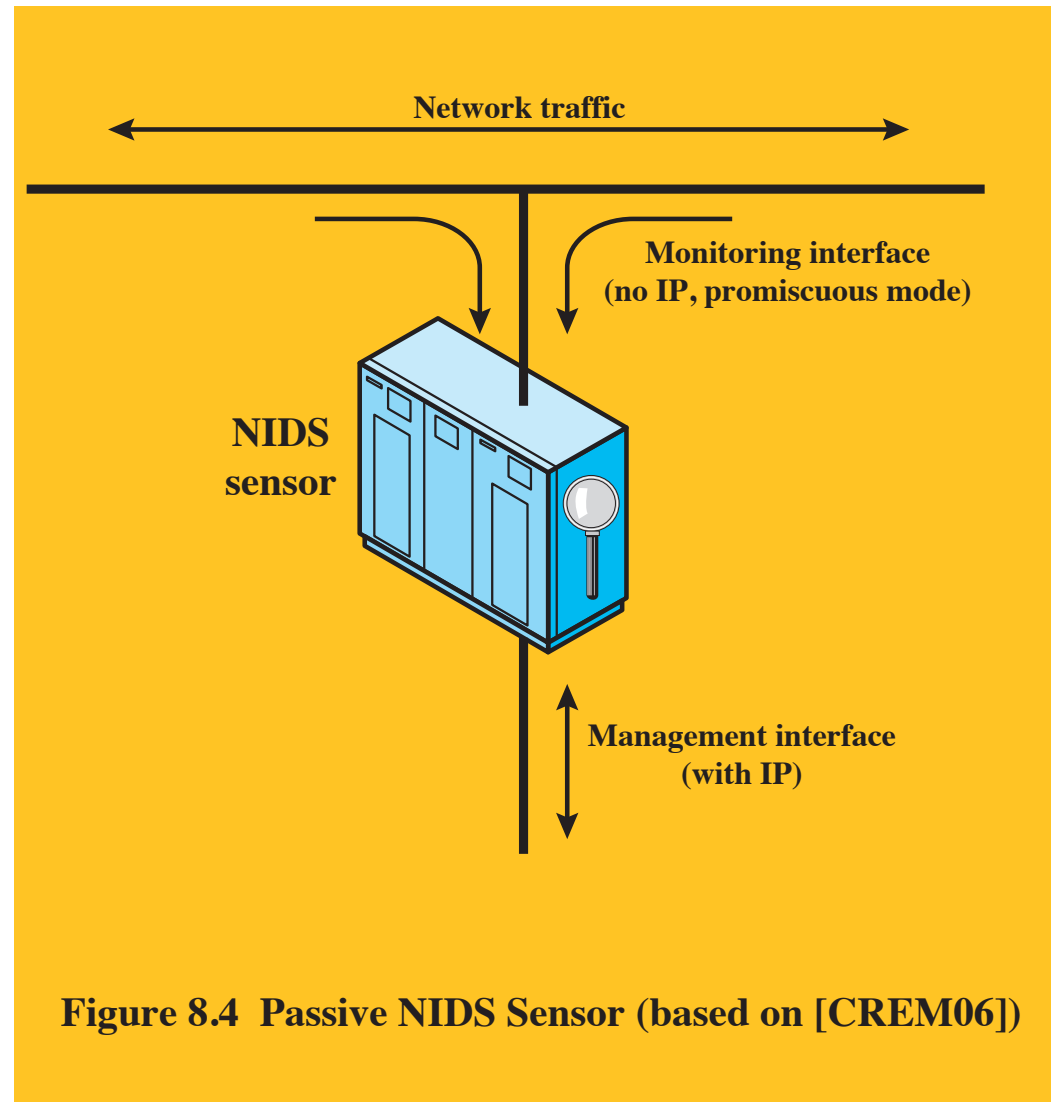 Network traffic
Monitoring interface
(no IP, promiscuous mode)
NIDS
sensor
Management interface
(with IP)
Figure 8.4  Passive NIDS Sensor (based on [CREM06])